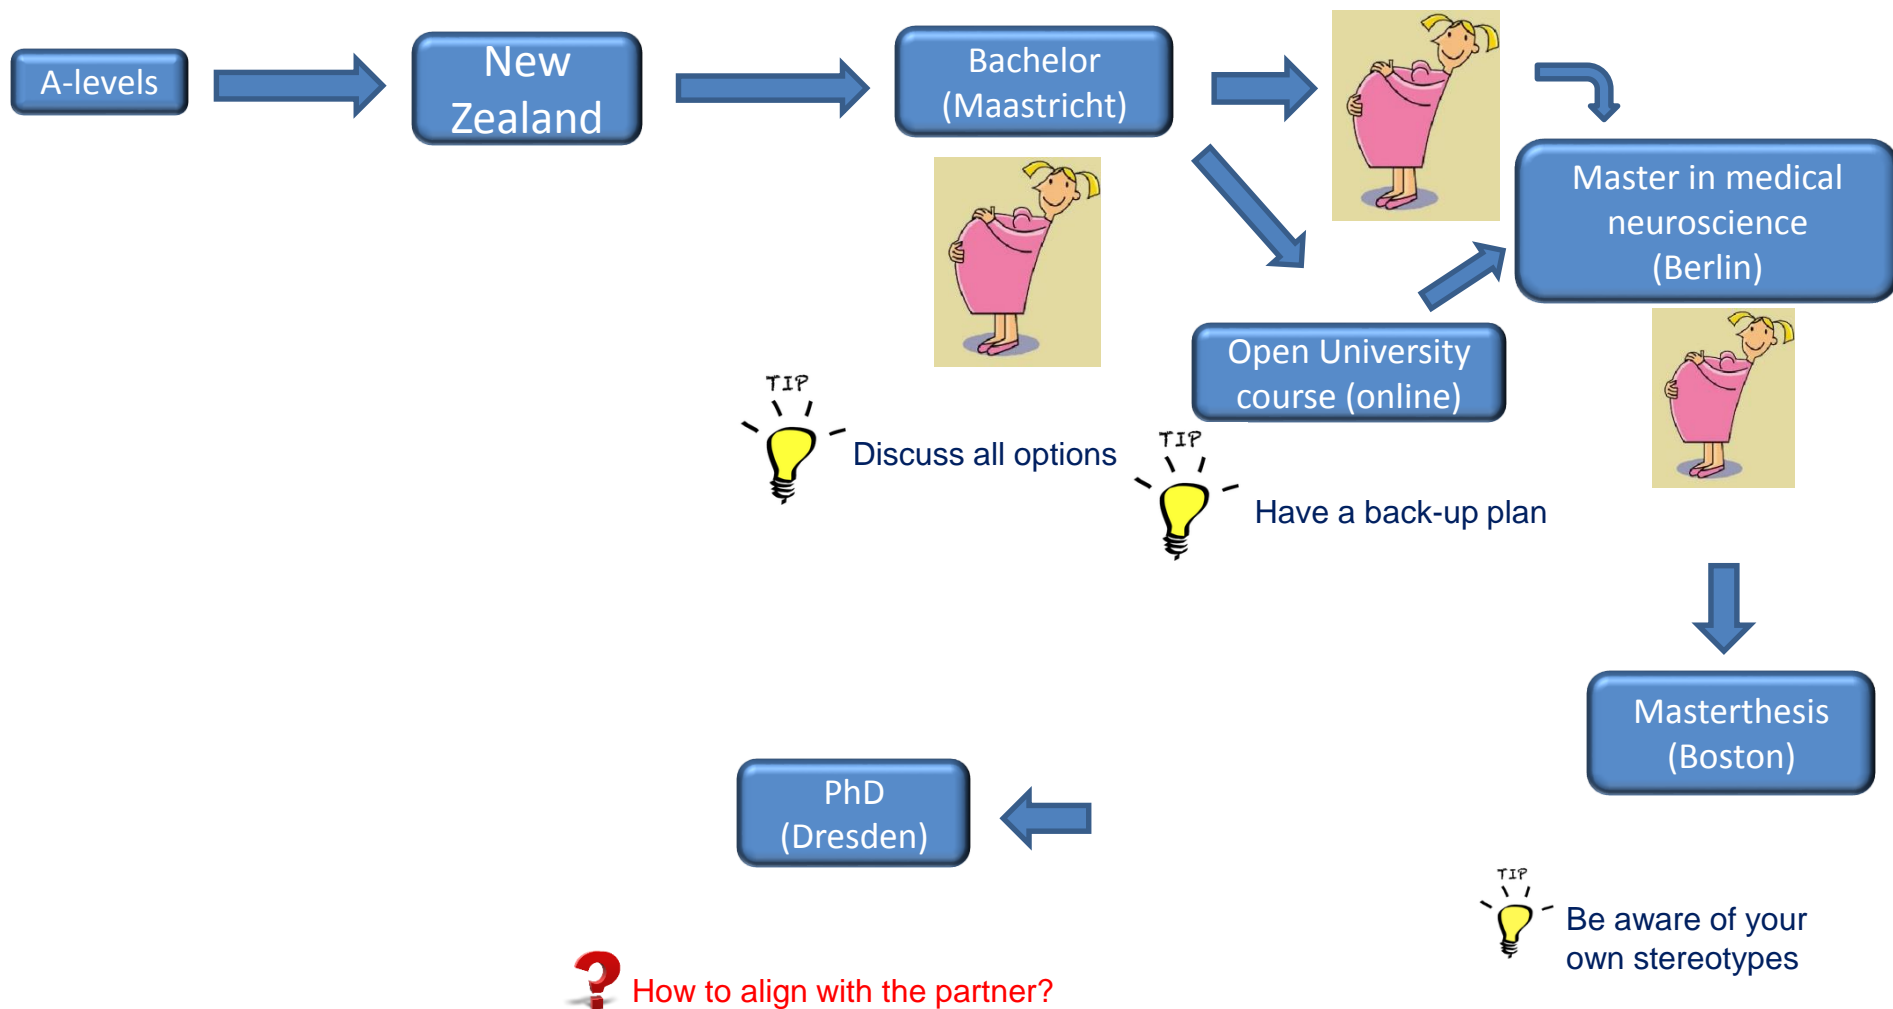 A-levels
New
Zealand
Bachelor
(Maastricht)
Master in medical
neuroscience
(Berlin)
Open University
course (online)
TIP
Discuss all options
TIP
Have a back-up plan
Masterthesis
(Boston)
PhD
(Dresden)
TIP
Be aware of your
own stereotypes
? How to align with the partner?